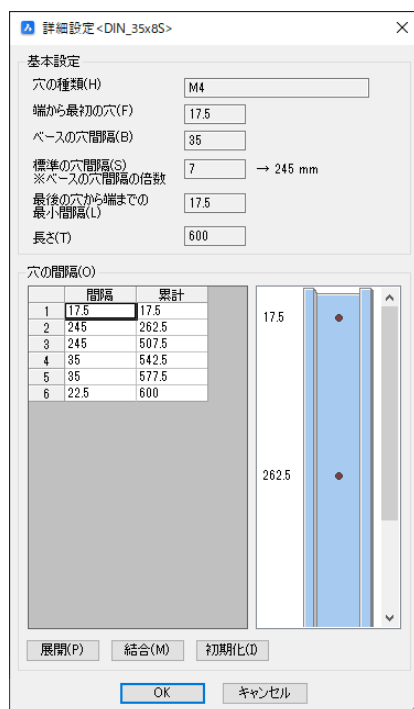 詳細設定<DIN_35x8S>
基本設定
穴の種類(H) M4
端から最初の穴(F) 17.5
ベースの穴間隔(B) 35
標準の穴間隔(S) 7 → 245 mm
※ベースの穴間隔の倍数
最後の穴から端までの
最小間隔(L) 17.5
長さ(T) 600
穴の間隔(O)
間隔 累計
1 17.5 17.5
2 245 262.5
3 245 507.5
4 35 542.5
5 35 577.5
6 22.5 600
17.5
262.5
展開(P) 結合(M) 初期化(I)
OK キャンセル